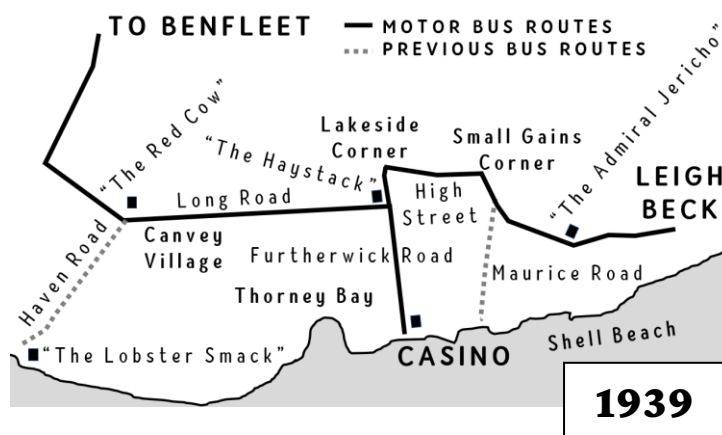 TO BENFLEET
MOTOR BUS ROUTES
PREVIOUS BUS ROUTES
"The Red Cow"
"The Haystack"
Lakeside
Corner
Small Gains
Corner
"The Admiral Jericho"
LEIGH
BECK
Long Road
High
Street
Canvey
Village
Haven Road
Furtherwick Road
Maurice Road
Thorney Bay
"The Lobster Smack"
CASINO
Shell Beach
1939